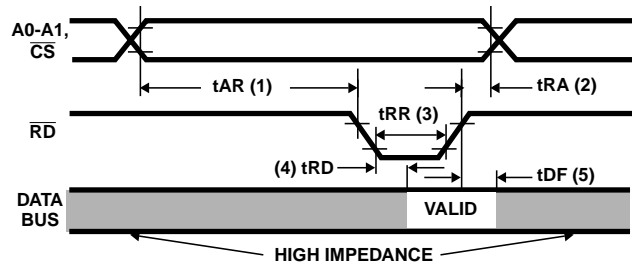 A0-A1,
CS
tAR (1)
tRA (2)
RD
tRR (3)
(4) tRD
tDF (5)
DATA
BUS
VALID
HIGH IMPEDANCE